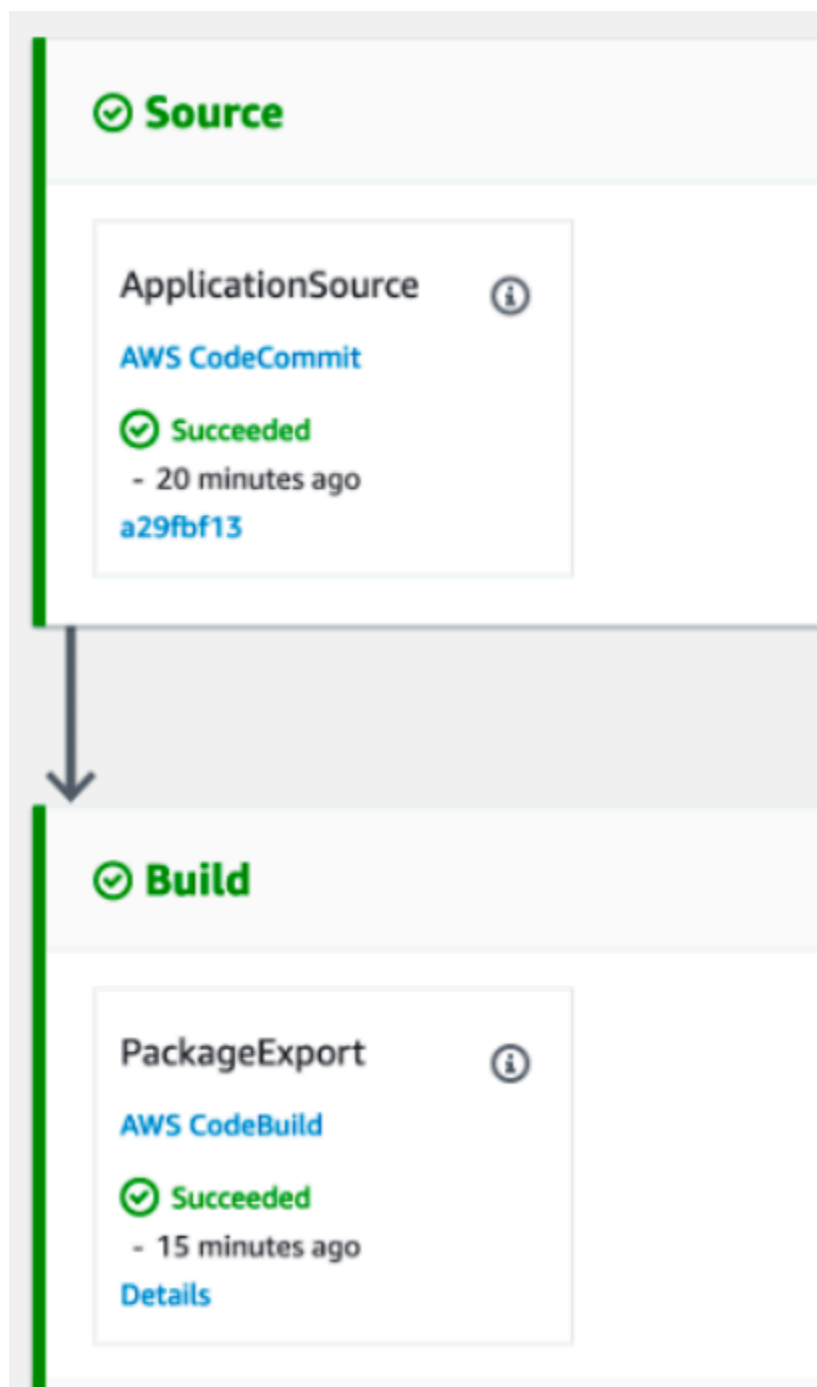 Source
ApplicationSource
AWS CodeCommit
Succeeded
- 20 minutes ago
a29fbf13
Build
PackageExport
AWS CodeBuild
Succeeded
- 15 minutes ago
Details